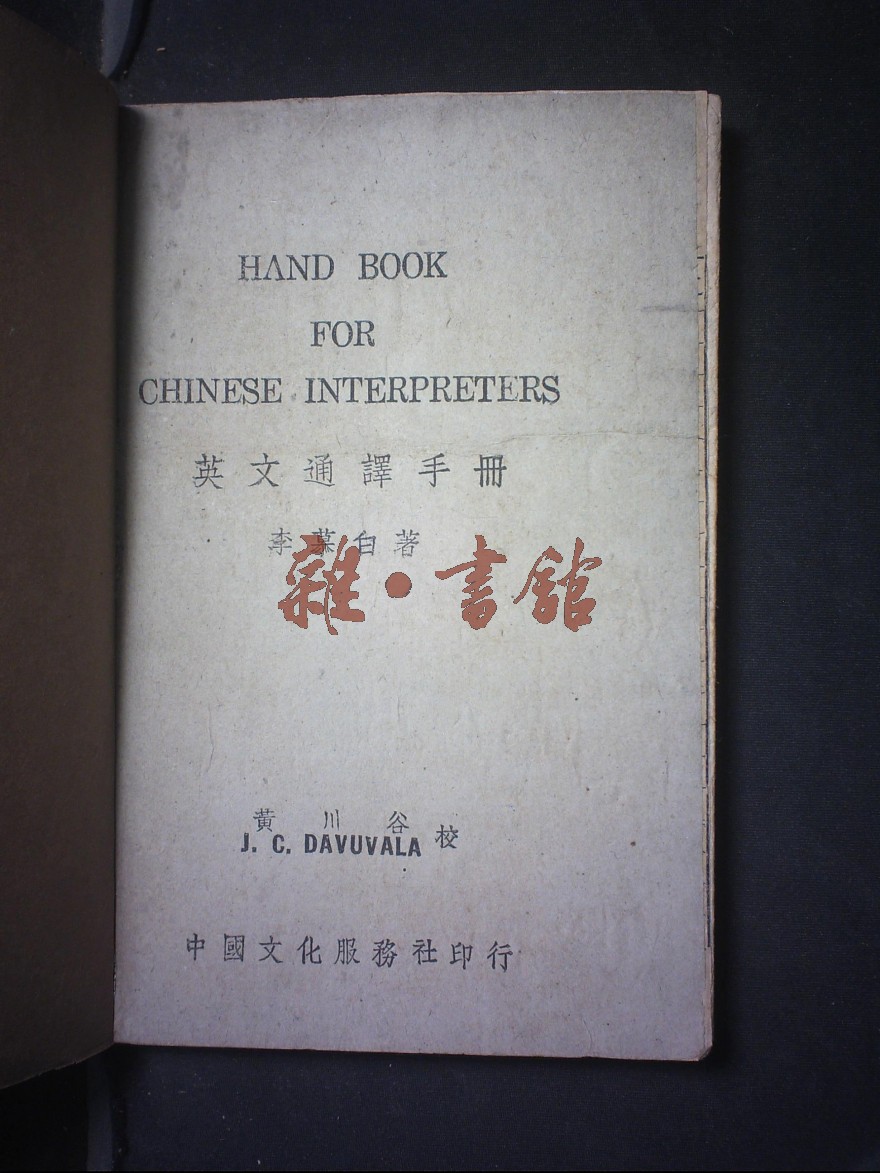 HAND BOOK
FOR
CHINESE INTERPRETERS
英文通譯手冊
李慕白著
雜•書館
黃川谷
J. C. DAVUVALA 校
中國文化服務社印行